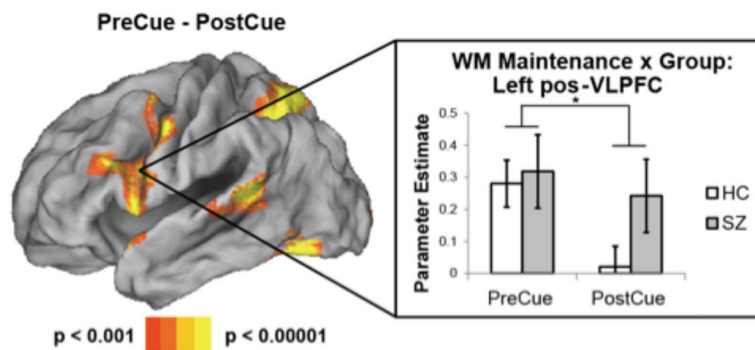 PreCue - PostCue
p < 0.001
p < 0.00001
WM Maintenance x Group:
Left pos-VLPFC
*
Parameter Estimate
0.5
0.4
0.3
0.2
0.1
0
PreCue
PostCue
HC
SZ